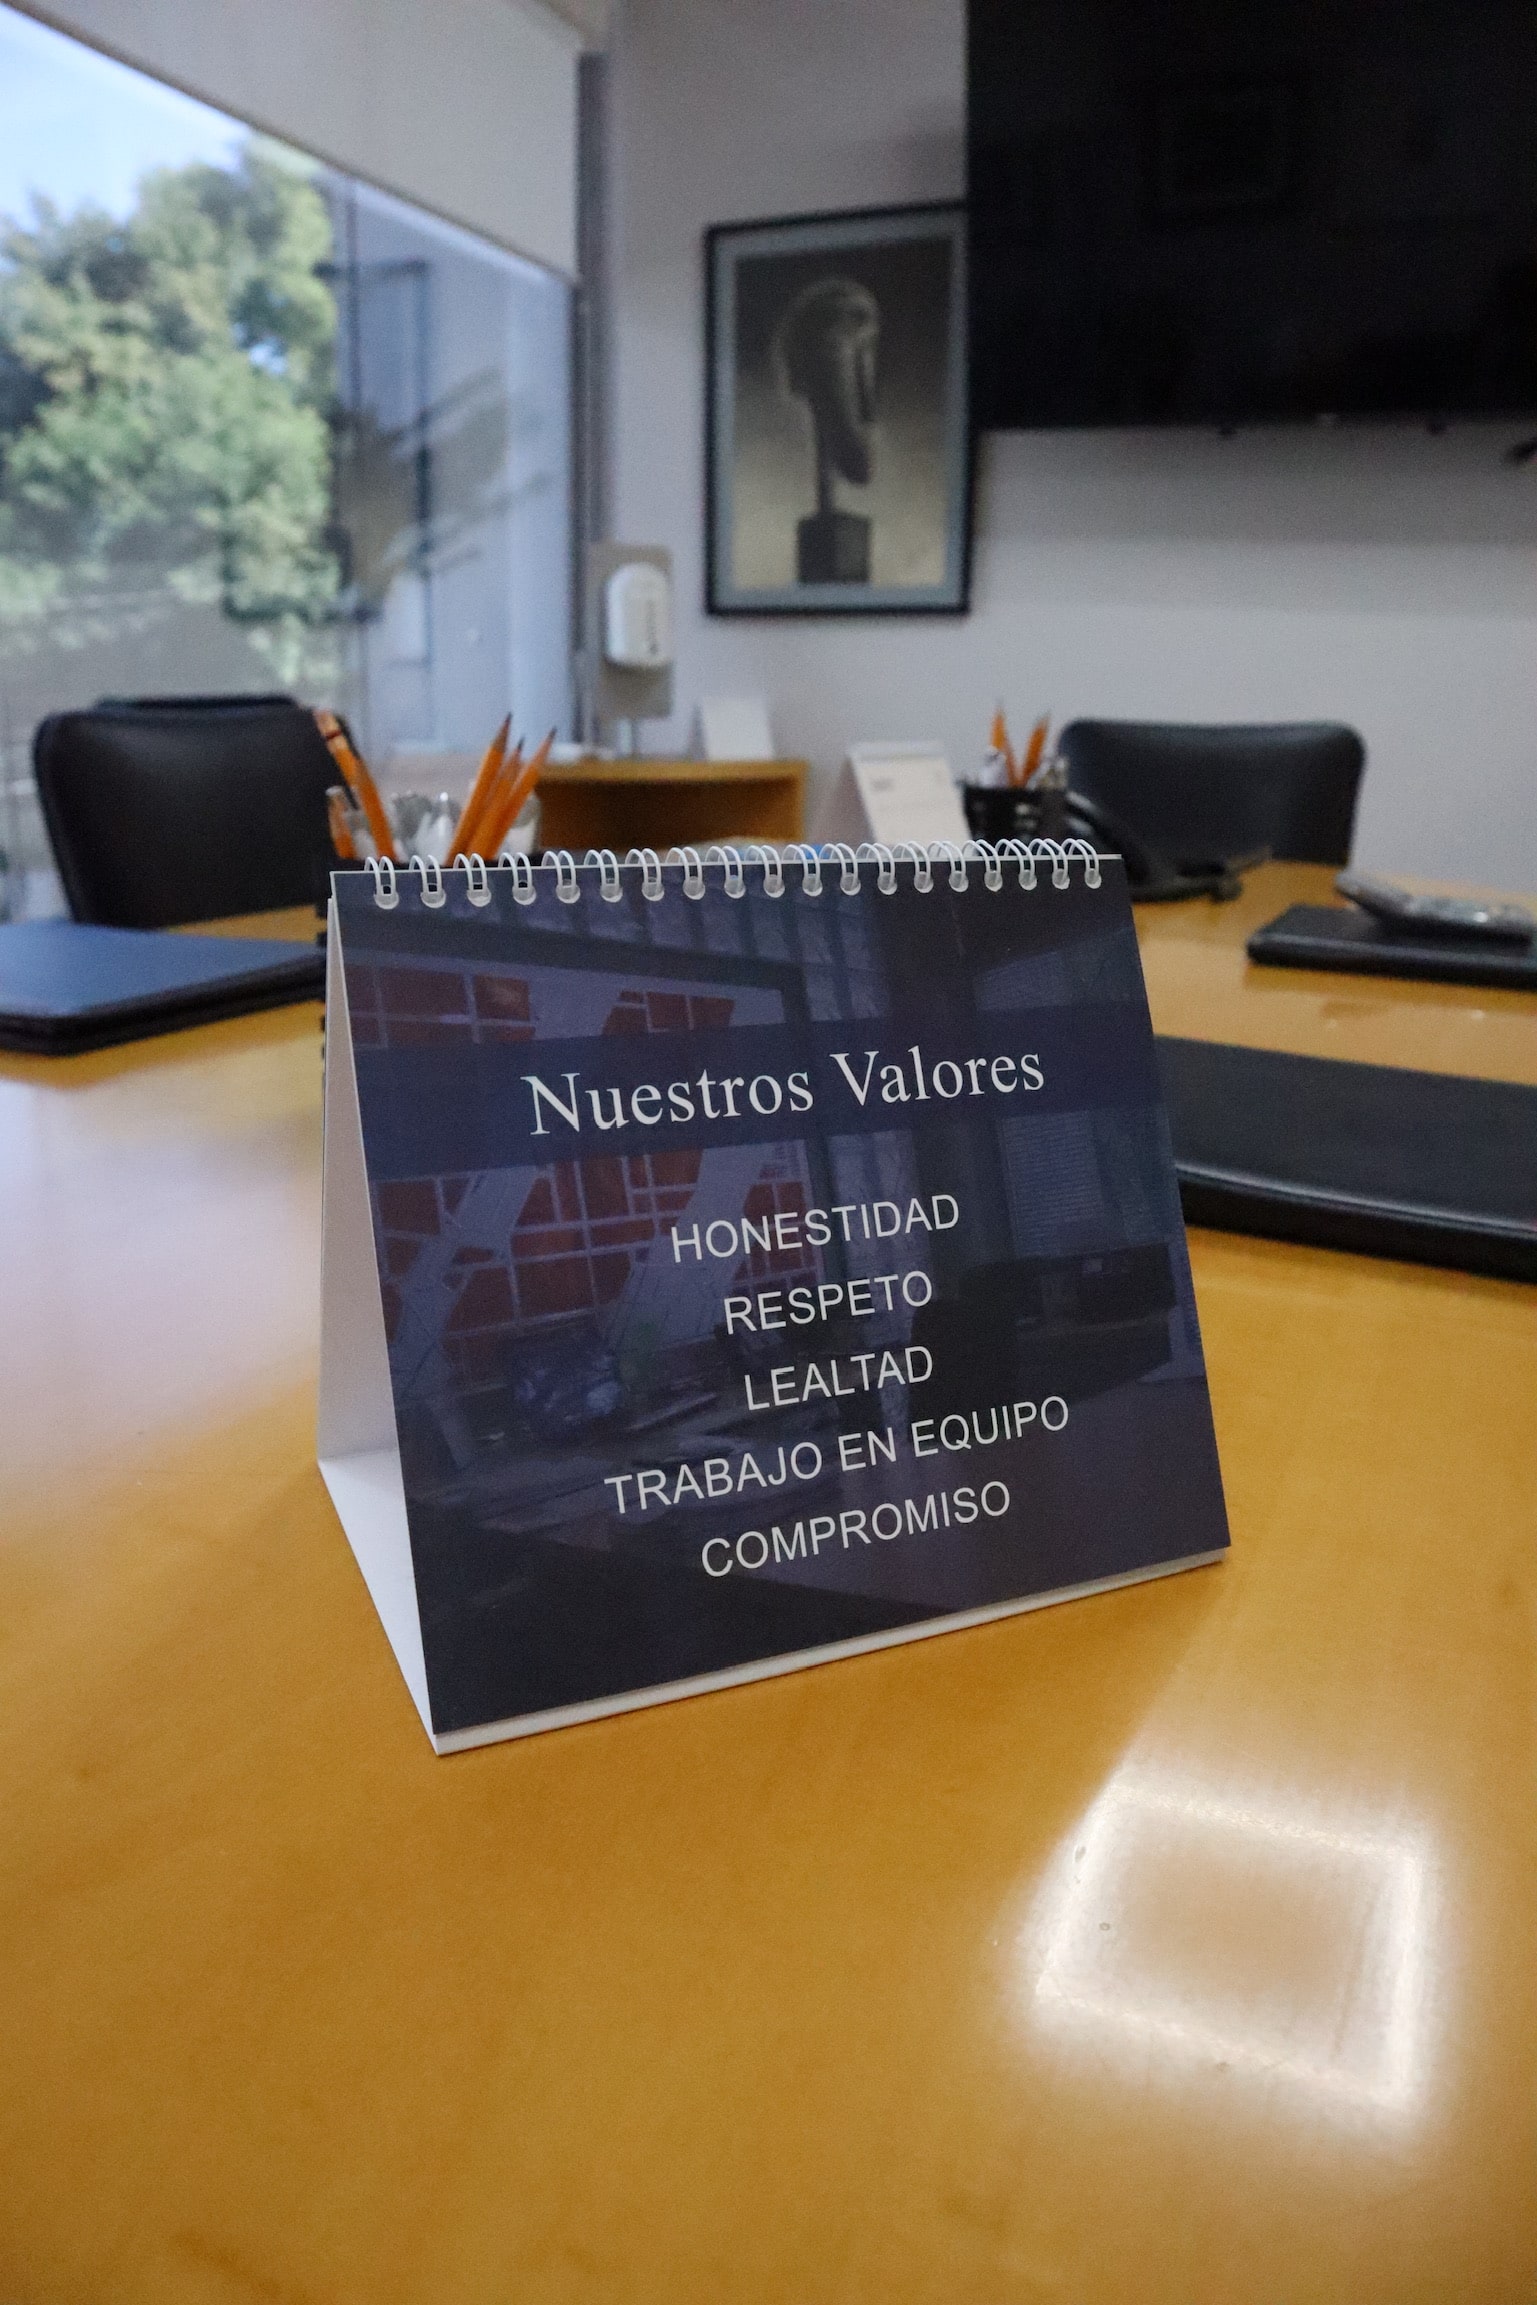 Nuestros Valores
HONESTIDAD
RESPETO
LEALTAD
TRABAJO EN EQUIPO
COMPROMISO